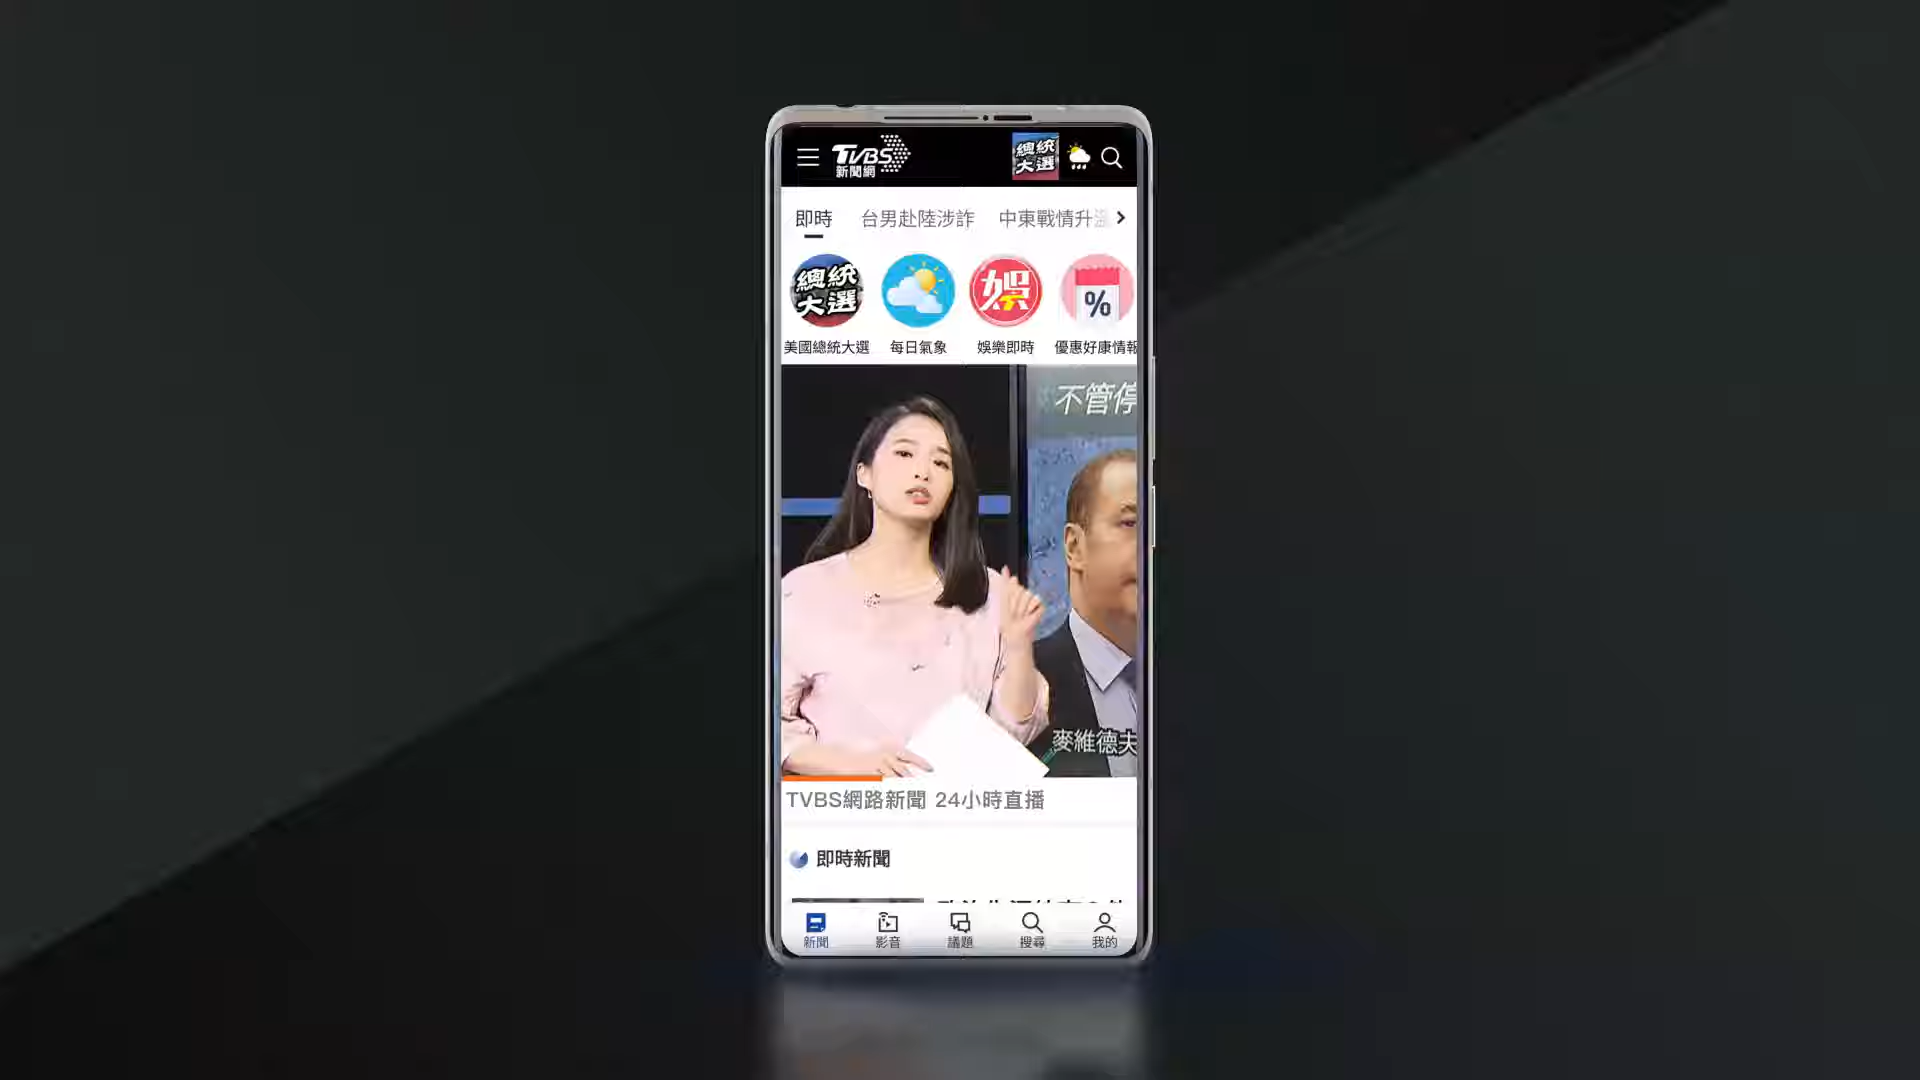 TVBS
新聞網
總統
大選
即時 台男赴陸涉詐 中東戰情升溫
總統
大選
娛
%
美國總統大選 每日氣象 娛樂即時 優惠好康情報
不管停
麥維德夫
TVBS網路新聞 24小時直播
即時新聞
新聞 影音 議題 搜尋 我的